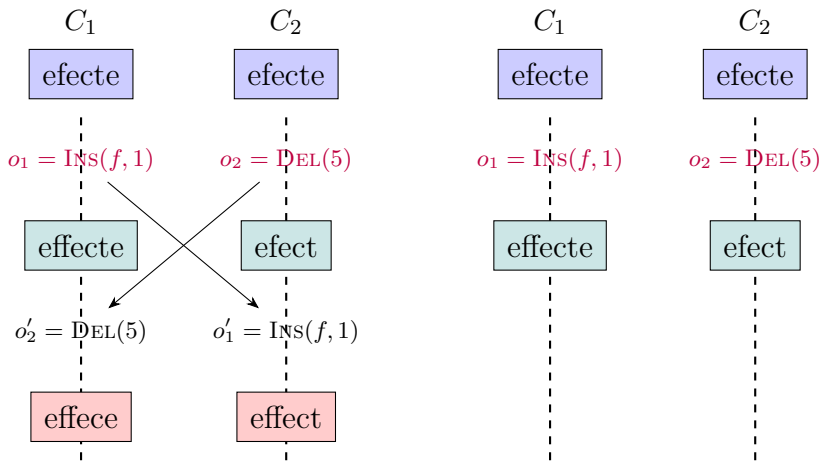 C₁ C₂ C₁ C₂
efecte efecte efecte efecte
o₁ = INS(f, 1) o₂ = DEL(5) o₁ = INS(f, 1) o₂ = DEL(5)
effecte efect effecte efect
o′₂ = DEL(5) o′₁ = INS(f, 1)
effece effect